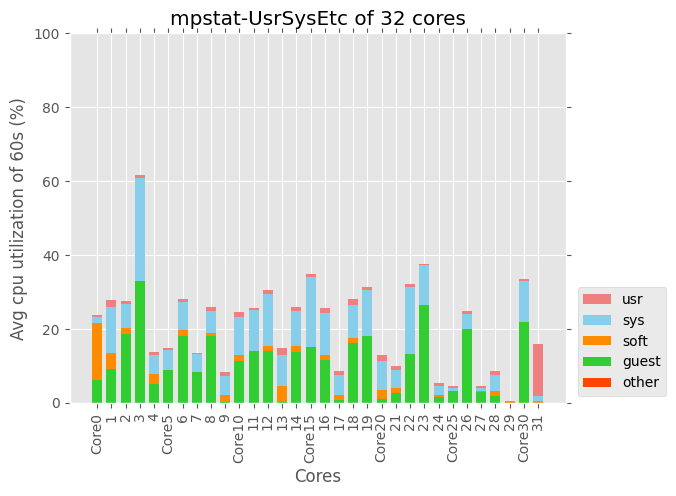 mpstat-UsrSysEtc of 32 cores
100
80
60
40
20
0
Avg cpu utilization of 60s (%)
Core0
1
2
3
4
Core5
6
7
8
9
Core10
11
12
13
14
Core15
16
17
18
19
Core20
21
22
23
24
Core25
26
27
28
29
Core30
31
Cores
usr
sys
soft
guest
other